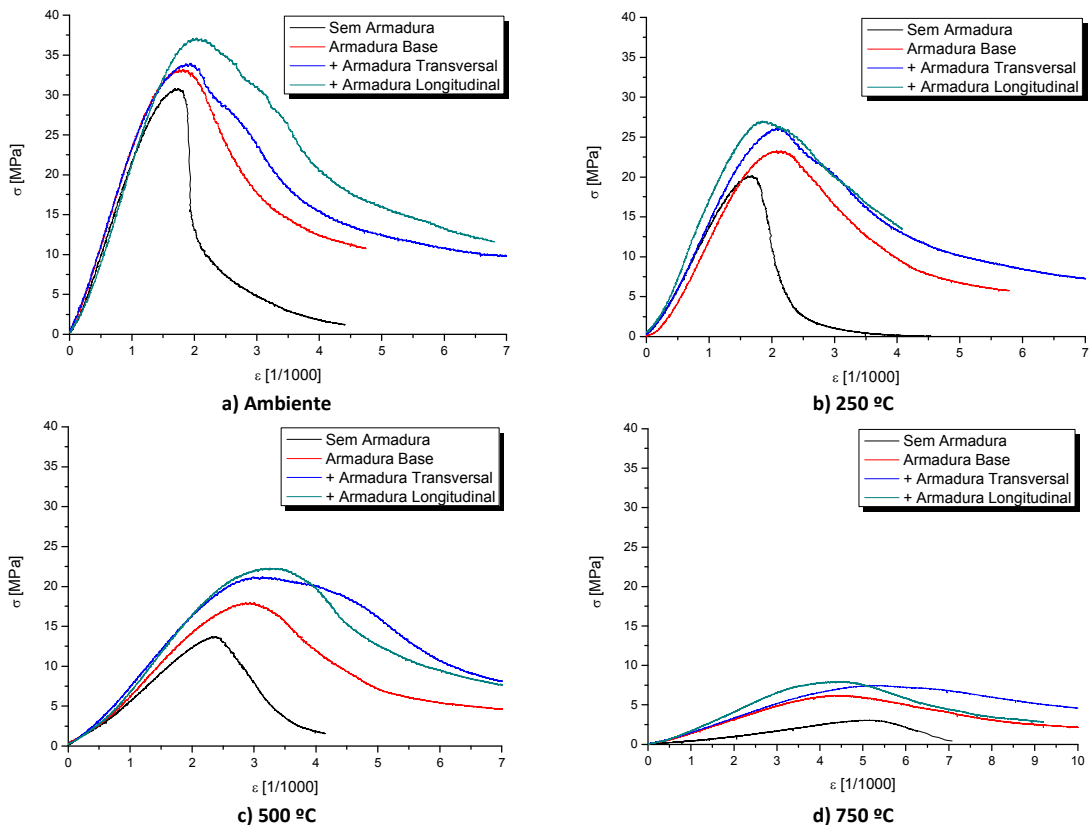 40
35
30
25
20
15
10
5
0
σ [MPa]
Sem Armadura
Armadura Base
+ Armadura Transversal
+ Armadura Longitudinal
0 1 2 3 4 5 6 7
ε [1/1000]
a) Ambiente
40
35
30
25
20
15
10
5
0
σ [MPa]
Sem Armadura
Armadura Base
+ Armadura Transversal
+ Armadura Longitudinal
0 1 2 3 4 5 6 7
ε [1/1000]
b) 250 ºC
40
35
30
25
20
15
10
5
0
σ [MPa]
Sem Armadura
Armadura Base
+ Armadura Transversal
+ Armadura Longitudinal
0 1 2 3 4 5 6 7
ε [1/1000]
c) 500 ºC
40
35
30
25
20
15
10
5
0
σ [MPa]
Sem Armadura
Armadura Base
+ Armadura Transversal
+ Armadura Longitudinal
0 1 2 3 4 5 6 7 8 9 10
ε [1/1000]
d) 750 ºC